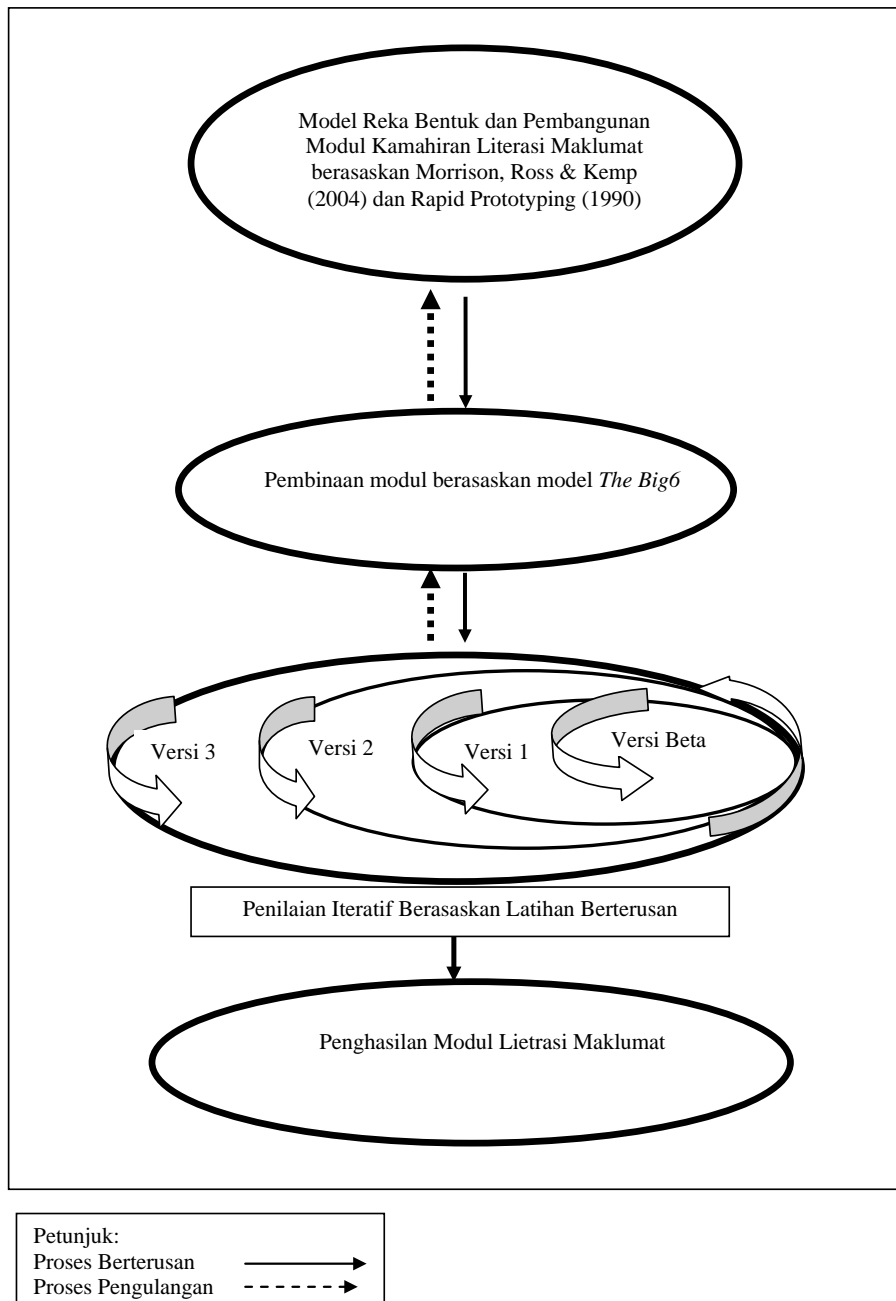 Model Reka Bentuk dan Pembangunan
Modul Kamahiran Literasi Maklumat
berasaskan Morrison, Ross & Kemp
(2004) dan Rapid Prototyping (1990)
Pembinaan modul berasaskan model The Big6
Versi 3
Versi 2
Versi 1
Versi Beta
Penilaian Iteratif Berasaskan Latihan Berterusan
Penghasilan Modul Lietrasi Maklumat
Petunjuk:
Proses Berterusan
Proses Pengulangan